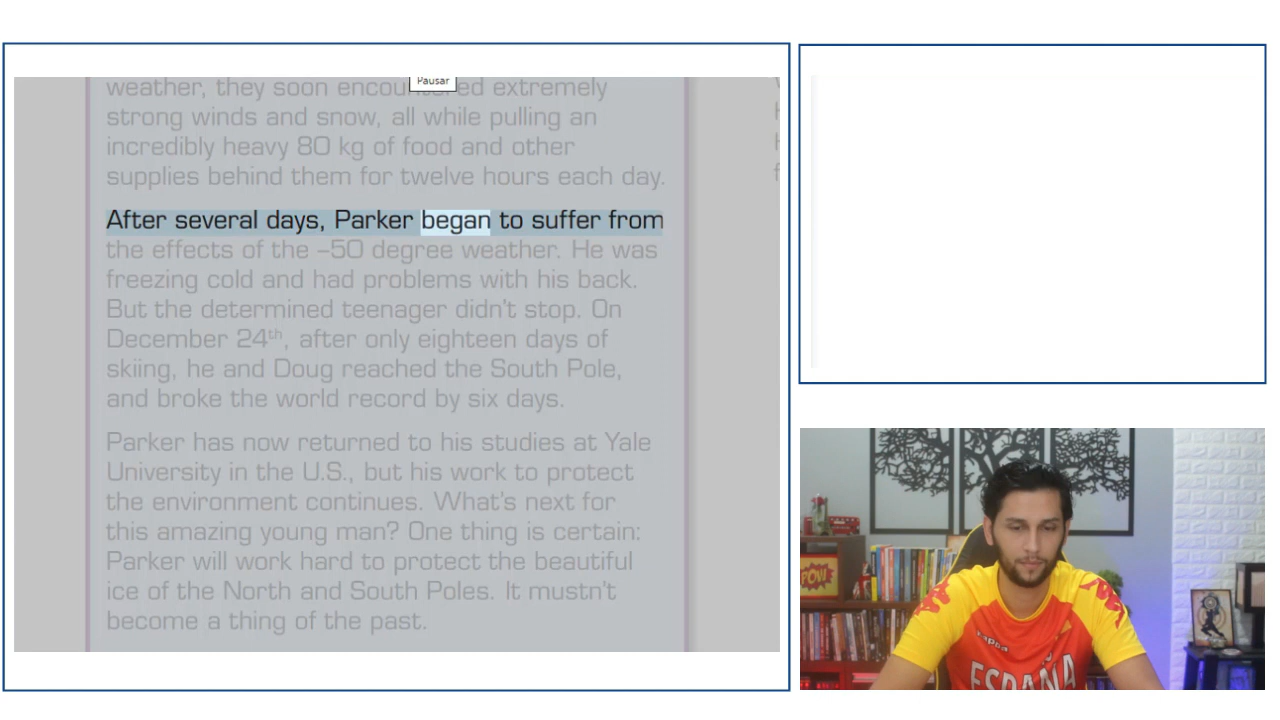 Pausar
weather, they soon encountered extremely
strong winds and snow, all while pulling an
incredibly heavy 80 kg of food and other
supplies behind them for twelve hours each day.
After several days, Parker began to suffer from
the effects of the –50 degree weather. He was
freezing cold and had problems with his back.
But the determined teenager didn't stop. On
December 24th, after only eighteen days of
skiing, he and Doug reached the South Pole,
and broke the world record by six days.
Parker has now returned to his studies at Yale
University in the U.S., but his work to protect
the environment continues. What's next for
this amazing young man? One thing is certain:
Parker will work hard to protect the beautiful
ice of the North and South Poles. It mustn't
become a thing of the past.
POW!
Kappa
ESPAÑA